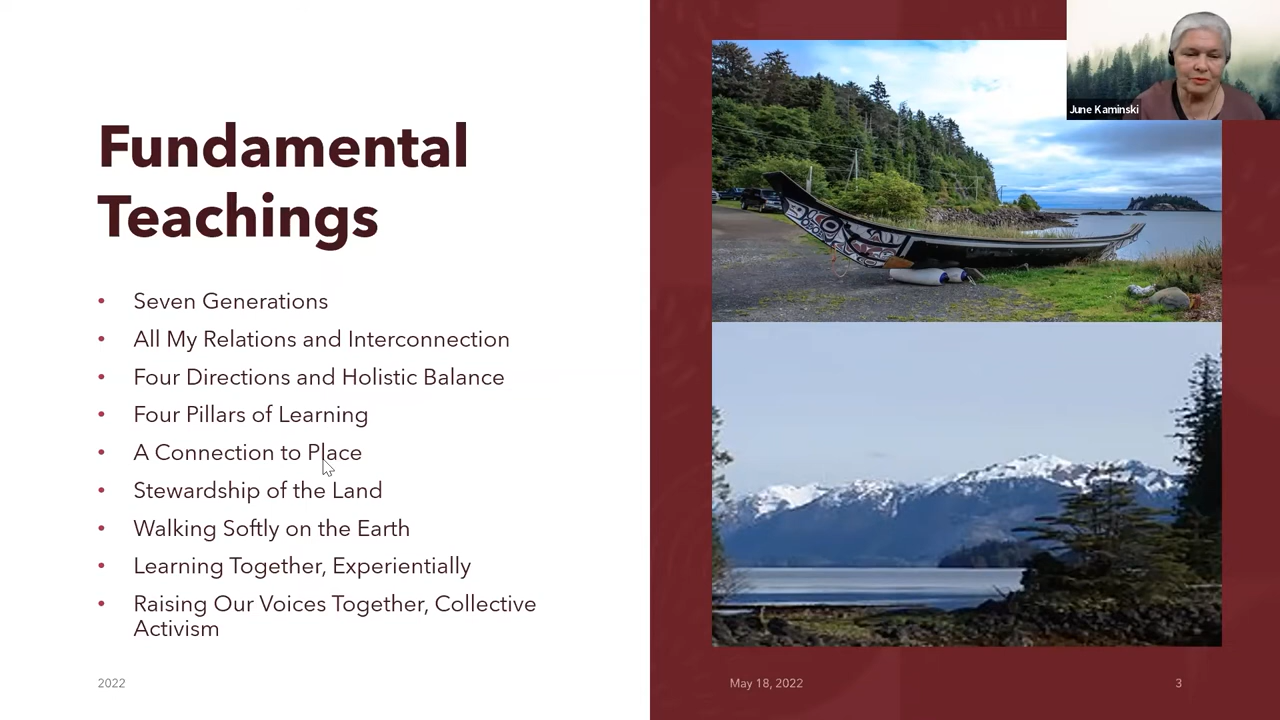 Fundamental
Teachings
• Seven Generations
• All My Relations and Interconnection
• Four Directions and Holistic Balance
• Four Pillars of Learning
• A Connection to Place
• Stewardship of the Land
• Walking Softly on the Earth
• Learning Together, Experientially
• Raising Our Voices Together, Collective
Activism
2022
June Kaminski
May 18, 2022
3